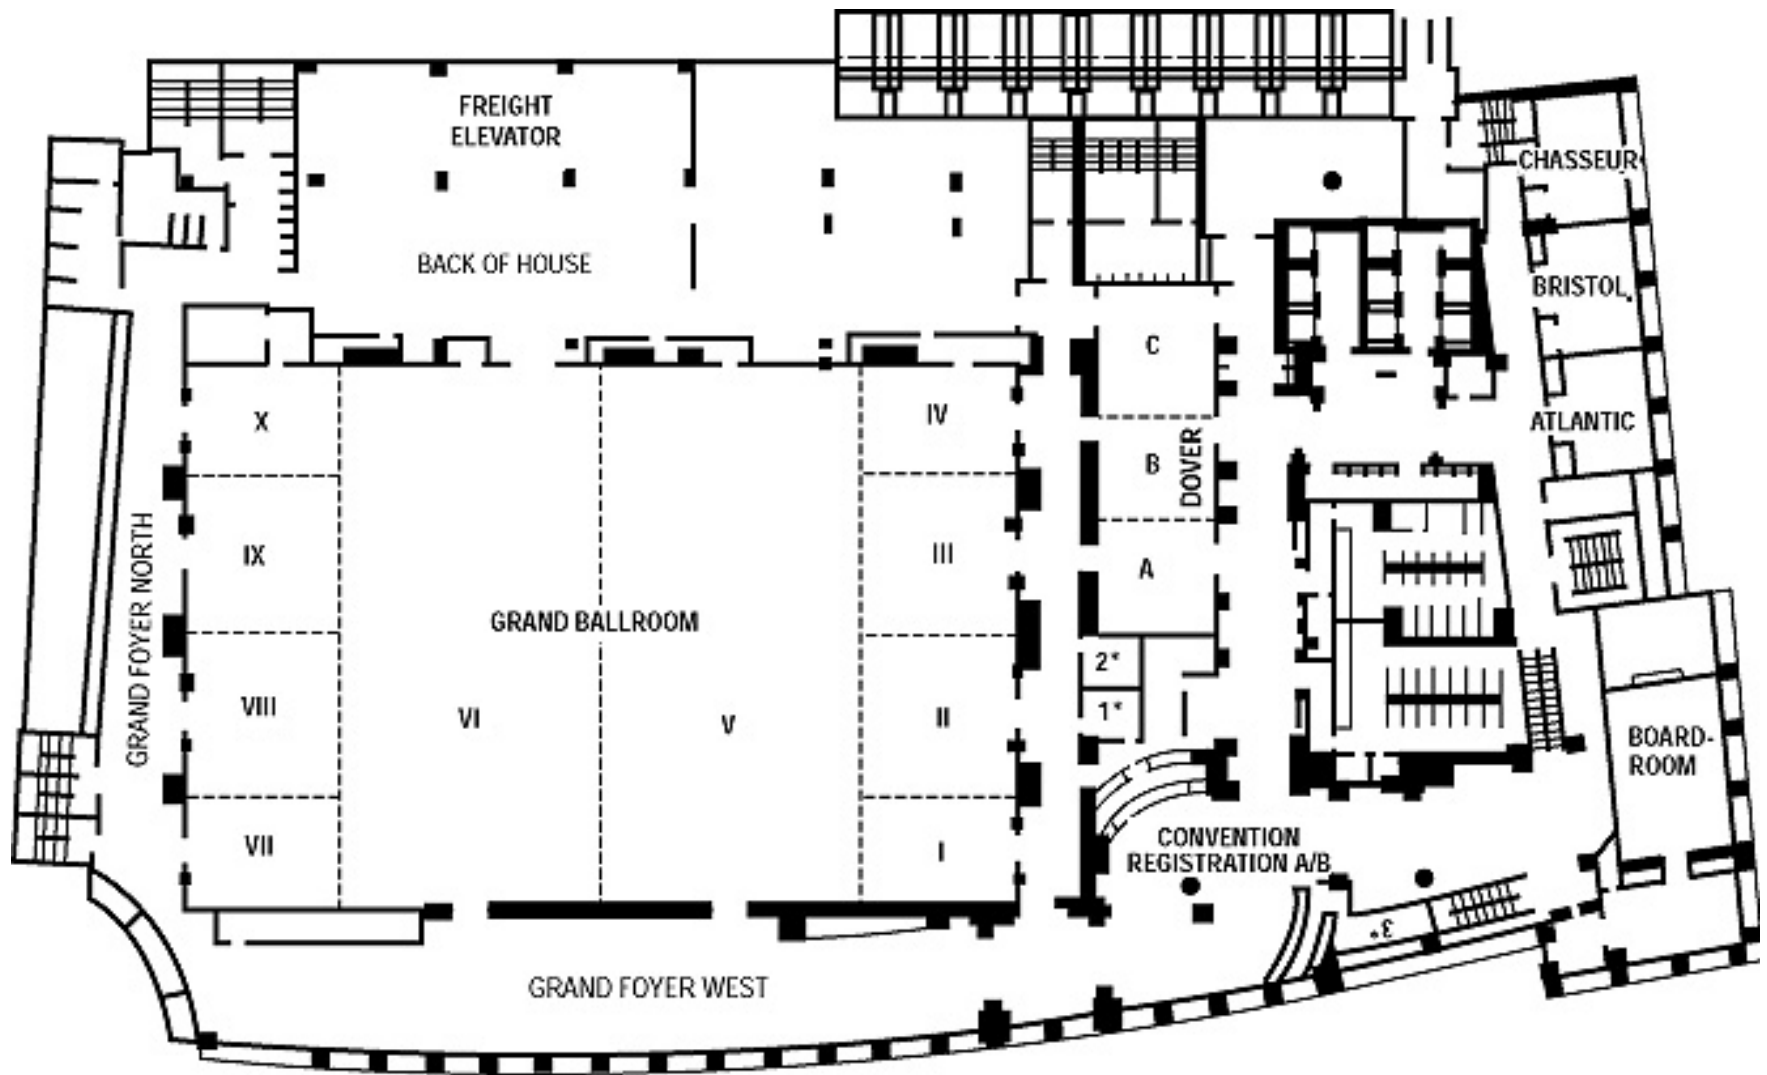 FREIGHT
ELEVATOR
BACK OF HOUSE
CHASSEUR
BRISTOL
ATLANTIC
C
B
A
DOVER
X
IX
VIII
VII
GRAND FOYER NORTH
GRAND BALLROOM
VI
V
IV
III
II
I
2*
1*
BOARD-
ROOM
CONVENTION
REGISTRATION A/B
3*
GRAND FOYER WEST